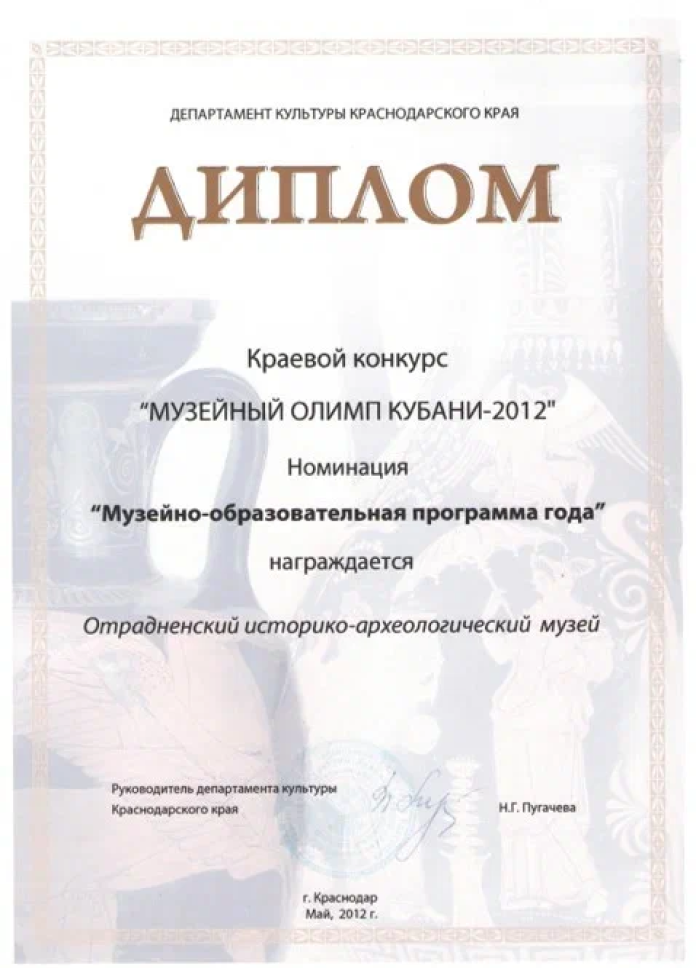 ДЕПАРТАМЕНТ КУЛЬТУРЫ КРАСНОДАРСКОГО КРАЯ
ДИПЛОМ
Краевой конкурс
“МУЗЕЙНЫЙ ОЛИМП КУБАНИ-2012"
Номинация
“Музейно-образовательная программа года”
награждается
Отрадненский историко-археологический музей
Руководитель департамента культуры
Краснодарского края
Н.Г. Пугачева
г. Краснодар
Май, 2012 г.